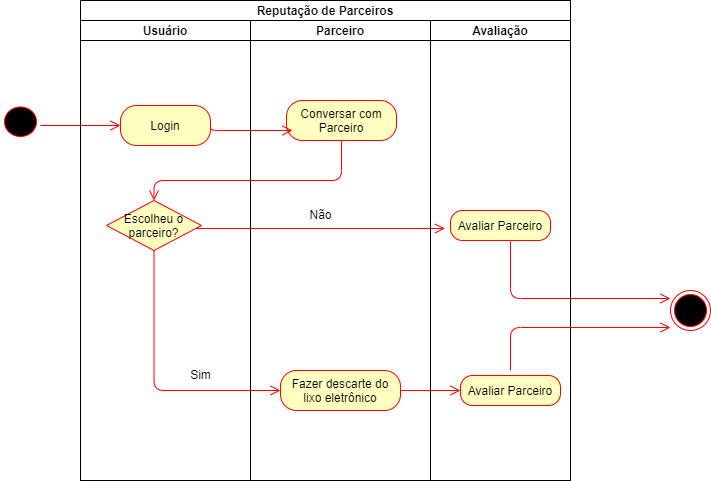 Reputação de Parceiros
Usuário
Parceiro
Avaliação
Login
Conversar com
Parceiro
Escolheu o
parceiro?
Não
Avaliar Parceiro
Sim
Fazer descarte do
lixo eletrônico
Avaliar Parceiro